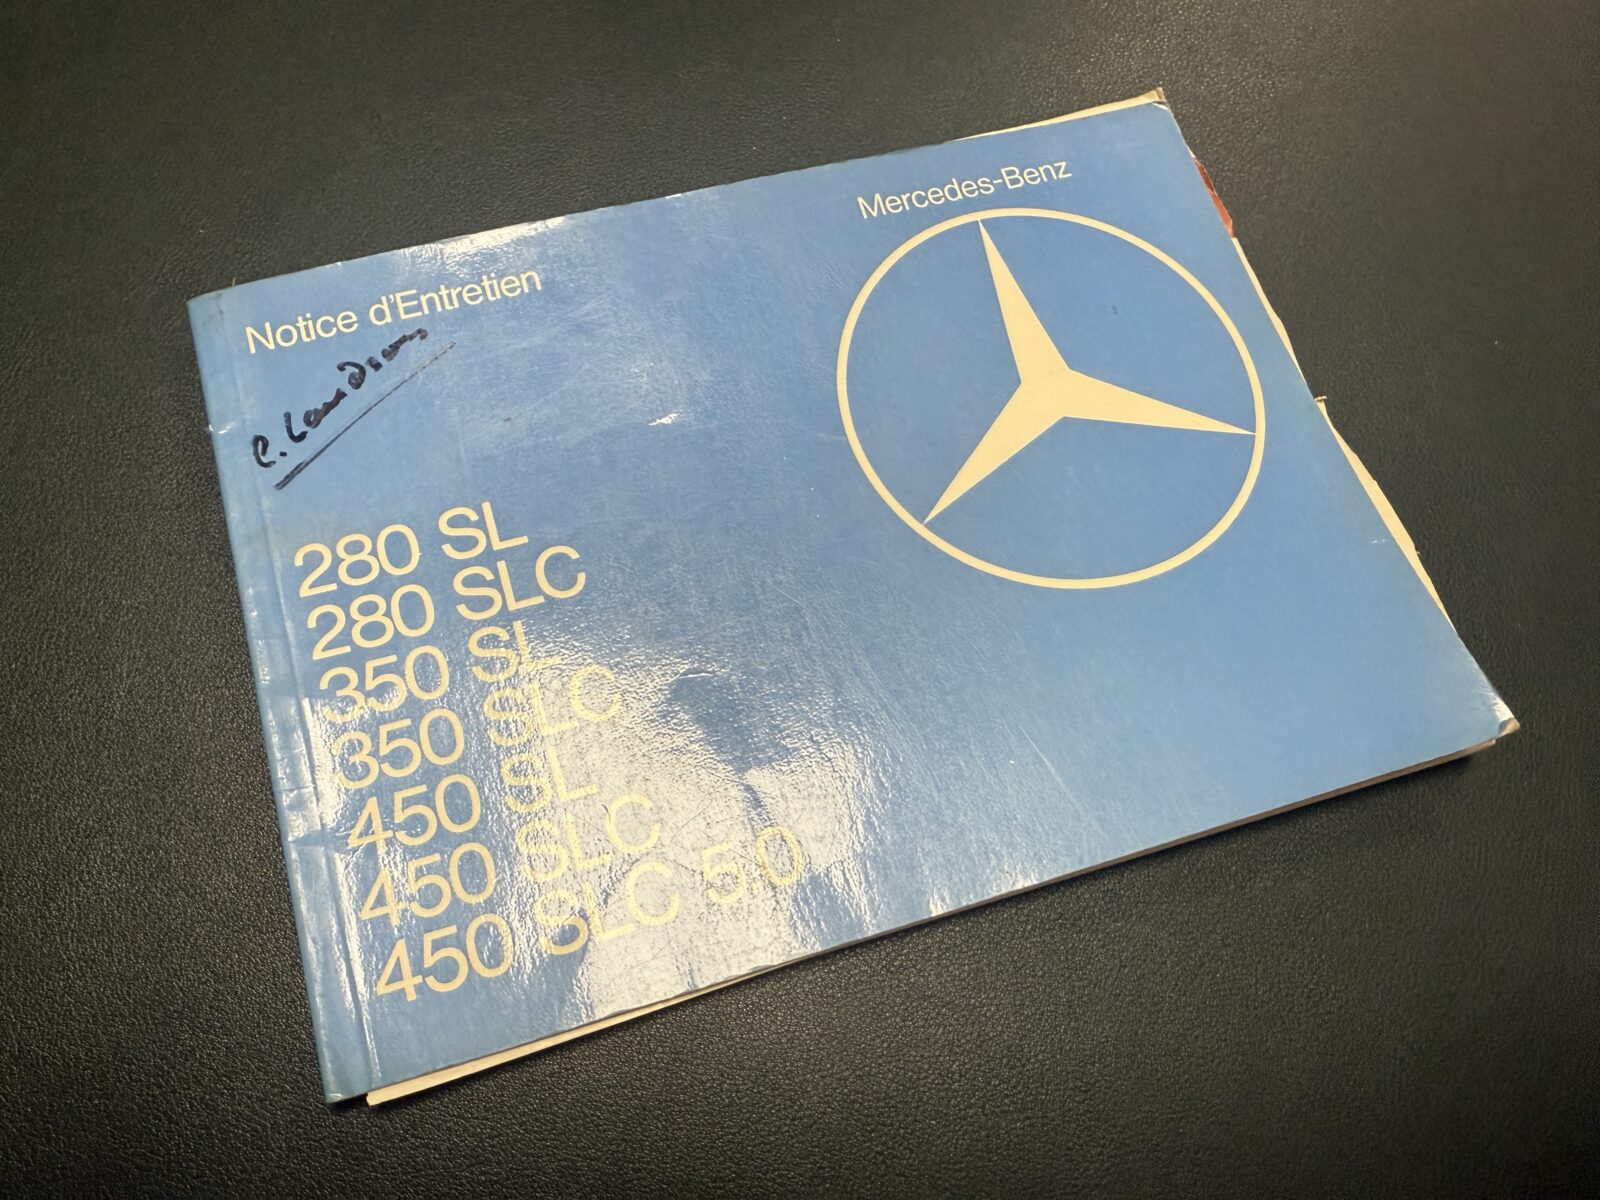 Mercedes-Benz
Notice d'Entretien
280 SL
280 SLC
350 SL
350 SLC
450 SL
450 SLC
450 SLC 5.0